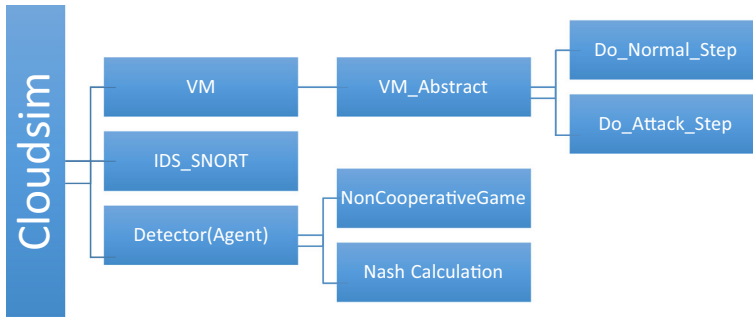 Cloudsim
VM
VM_Abstract
Do_Normal_Step
Do_Attack_Step
IDS_SNORT
Detector(Agent)
NonCooperativeGame
Nash Calculation